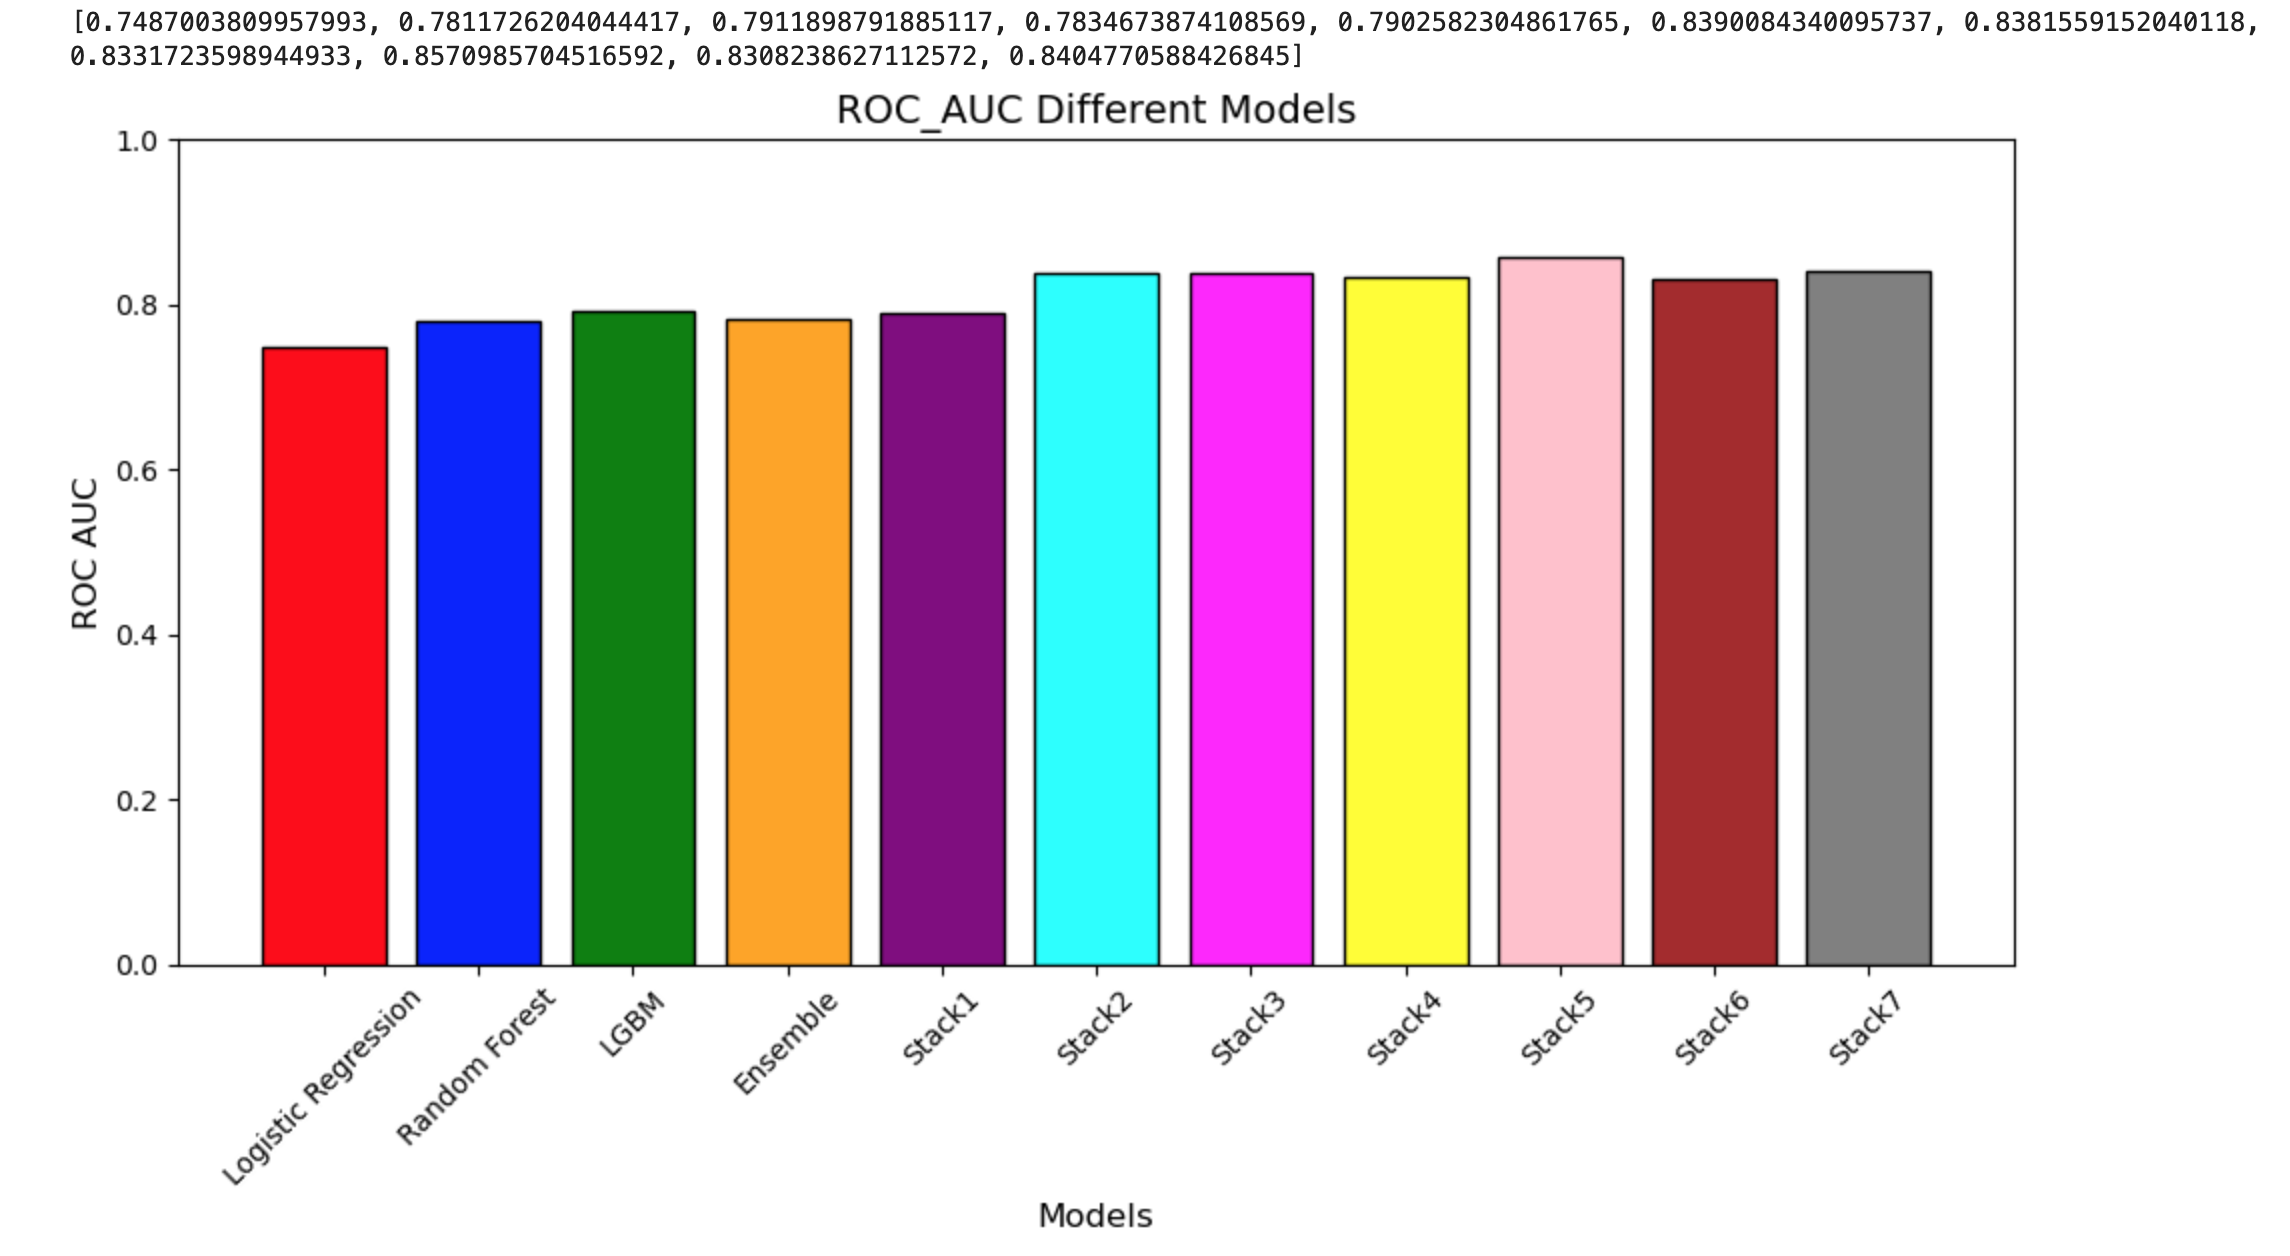 [0.7487003809957993, 0.7811726204044417, 0.7911898791885117, 0.7834673874108569, 0.7902582304861765, 0.8390084340095737, 0.8381559152040118,
0.8331723598944933, 0.8570985704516592, 0.8308238627112572, 0.8404770588426845]
ROC_AUC Different Models
1.0
0.8
0.6
0.4
0.2
0.0
ROC AUC
Logistic Regression
Random Forest
LGBM
Ensemble
Stack1
Stack2
Stack3
Stack4
Stack5
Stack6
Stack7
Models